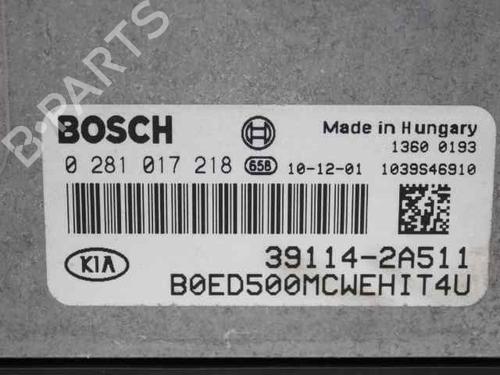 B-PARTS
BOSCH
Made in Hungary
1360 0193
0 281 017 218 658 10-12-01 1039S46910
KIA
39114-2A511
B0ED500MCWEHIT4U